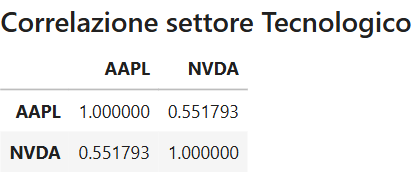 Correlazione settore Tecnologico
AAPL NVDA
AAPL 1.000000 0.551793
NVDA 0.551793 1.000000